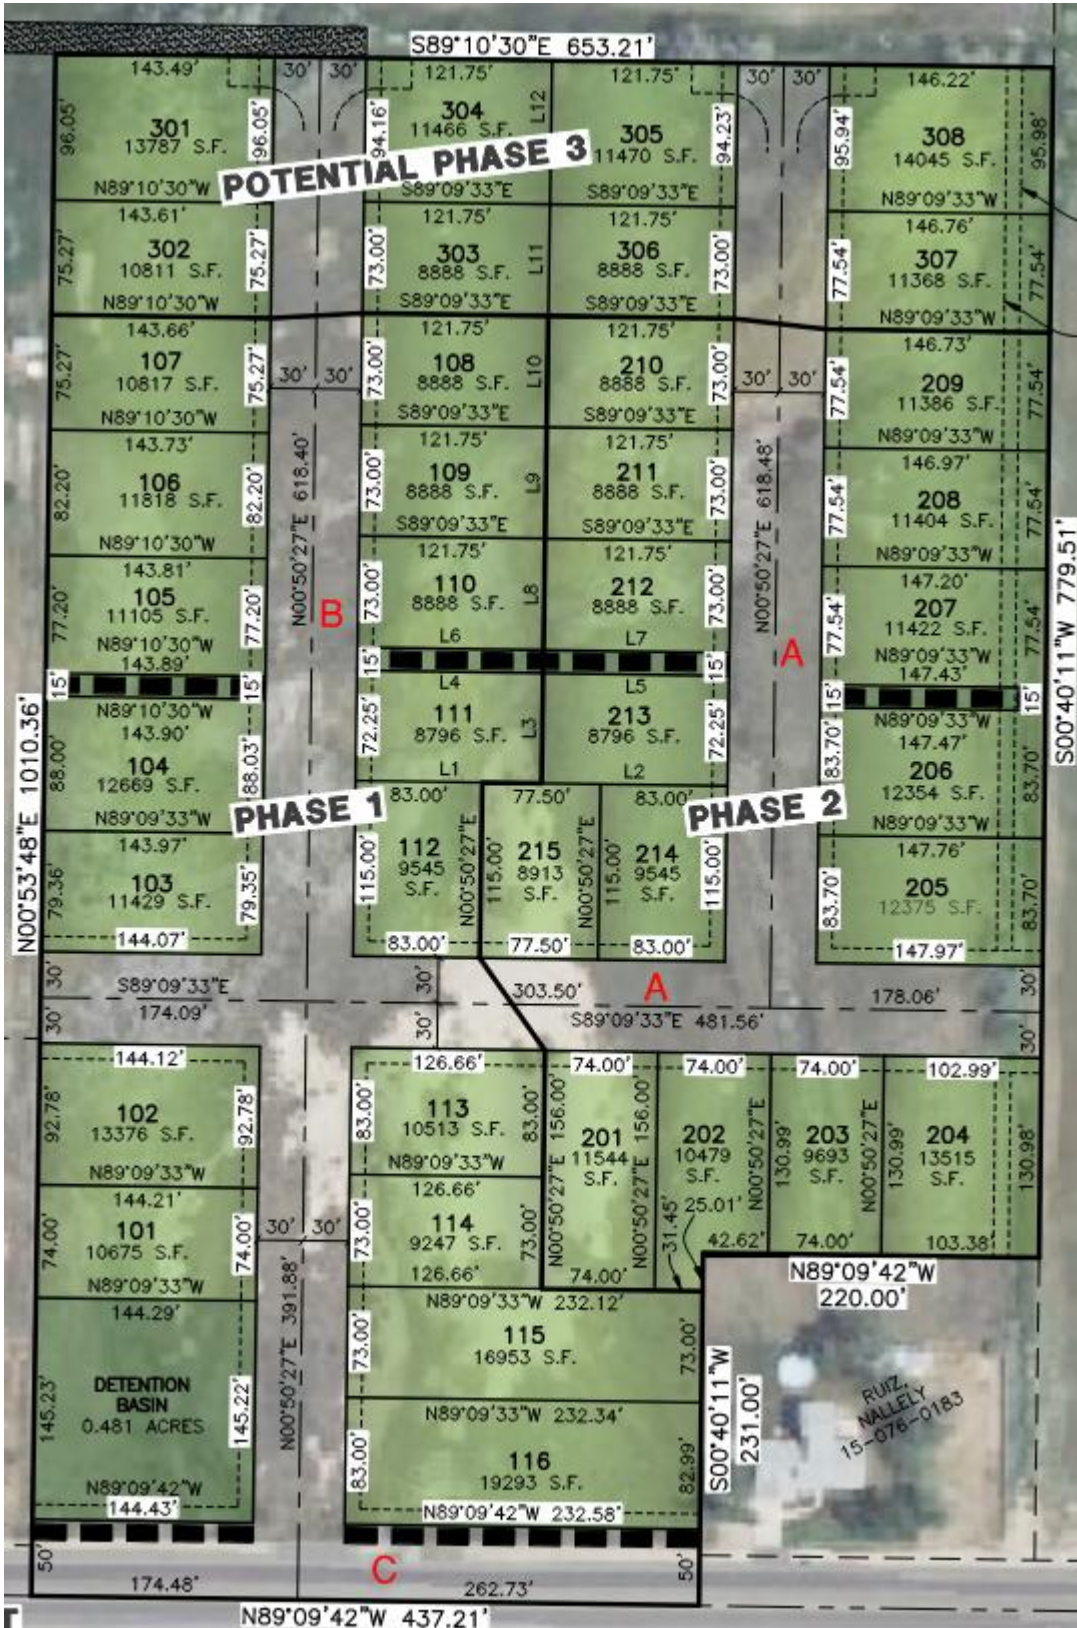 S89°10'30"E 653.21'
143.49'
30'
30'
121.75'
121.75'
30'
30'
146.22'
96.05'
301
13787 S.F.
96.05'
94.16'
304
11466 S.F.
L12
305
11470 S.F.
94.23'
95.94'
308
14045 S.F.
95.98'
POTENTIAL PHASE 3
N89°10'30"W
S89°09'33"E
S89°09'33"E
N89°09'33"W
143.61'
121.75'
121.75'
146.76'
75.27'
302
10811 S.F.
75.27'
73.00'
303
8888 S.F.
L11
306
8888 S.F.
73.00'
77.54'
307
11368 S.F.
77.54'
N89°10'30"W
S89°09'33"E
S89°09'33"E
N89°09'33"W
143.66'
121.75'
121.75'
146.73'
75.27'
107
10817 S.F.
75.27'
30'
30'
73.00'
108
8888 S.F.
L10
210
8888 S.F.
73.00'
30'
30'
77.54'
209
11386 S.F.
77.54'
N89°10'30"W
S89°09'33"E
S89°09'33"E
N89°09'33"W
143.73'
121.75'
121.75'
146.97'
82.20'
106
11818 S.F.
82.20'
N00°50'27"E 618.40'
73.00'
109
8888 S.F.
L9
211
8888 S.F.
73.00'
N00°50'27"E 618.48'
77.54'
208
11404 S.F.
77.54'
N89°10'30"W
S89°09'33"E
S89°09'33"E
N89°09'33"W
143.81'
121.75'
121.75'
147.20'
77.20'
105
11105 S.F.
77.20'
B
73.00'
110
8888 S.F.
L8
212
8888 S.F.
73.00'
A
77.54'
207
11422 S.F.
77.54'
S00°40'11"W 779.51'
N89°10'30"W
143.89'
L6
L7
N89°09'33"W
147.43'
15'
15'
15'
15'
15'
15'
N89°10'30"W
143.90'
L4
L5
N89°09'33"W
147.47'
N00°53'48"E 1010.36'
88.00'
104
12669 S.F.
88.03'
72.25'
111
8796 S.F.
L3
213
8796 S.F.
72.25'
83.70'
206
12354 S.F.
83.70'
N89°09'33"W
L1
L2
N89°09'33"W
PHASE 1
PHASE 2
143.97'
83.00'
77.50'
83.00'
147.76'
79.36'
103
11429 S.F.
79.35'
115.00'
112
9545
S.F.
N00°50'27"E
115.00'
215
8913
S.F.
N00°50'27"E
115.00'
214
9545
S.F.
115.00'
83.70'
205
12375 S.F.
83.70'
144.07'
83.00'
77.50'
83.00'
147.97'
30'
S89°09'33"E
174.09'
30'
30'
30'
303.50'
A
S89°09'33"E 481.56'
178.06'
30'
30'
144.12'
126.66'
74.00'
74.00'
74.00'
102.99'
92.78'
102
13376 S.F.
92.78'
83.00'
113
10513 S.F.
83.00'
N00°50'27"E 156.00'
201
11544
S.F.
N00°50'27"E 156.00'
202
10479
S.F.
N00°50'27"E
130.99'
203
9693
S.F.
N00°50'27"E
130.99'
204
13515
S.F.
130.98'
N89°09'33"W
N89°09'33"W
144.21'
126.66'
74.00'
101
10675 S.F.
74.00'
30'
30'
73.00'
114
9247 S.F.
73.00'
31.45'
25.01'
42.62'
74.00'
103.38'
N89°09'33"W
126.66'
74.00'
N89°09'42"W
220.00'
144.29'
N00°50'27"E 391.88'
N89°09'33"W 232.12'
73.00'
115
16953 S.F.
73.00'
145.23'
DETENTION
BASIN
0.481 ACRES
145.22'
N89°09'33"W 232.34'
S00°40'11"W
231.00'
RUIZ,
NALLELY
15-076-0183
83.00'
116
19293 S.F.
82.99'
N89°09'42"W
144.43'
N89°09'42"W 232.58'
50'
C
50'
174.48'
262.73'
N89°09'42"W 437.21'